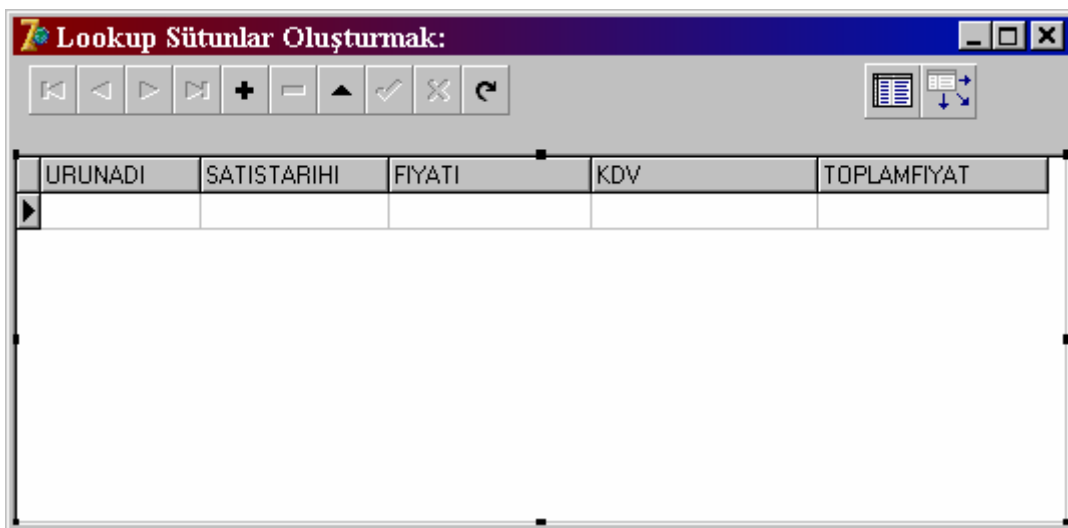 Lookup Sütunlar Oluşturmak:
URUNADI SATISTARIHI FIYATI KDV TOPLAMFIYAT